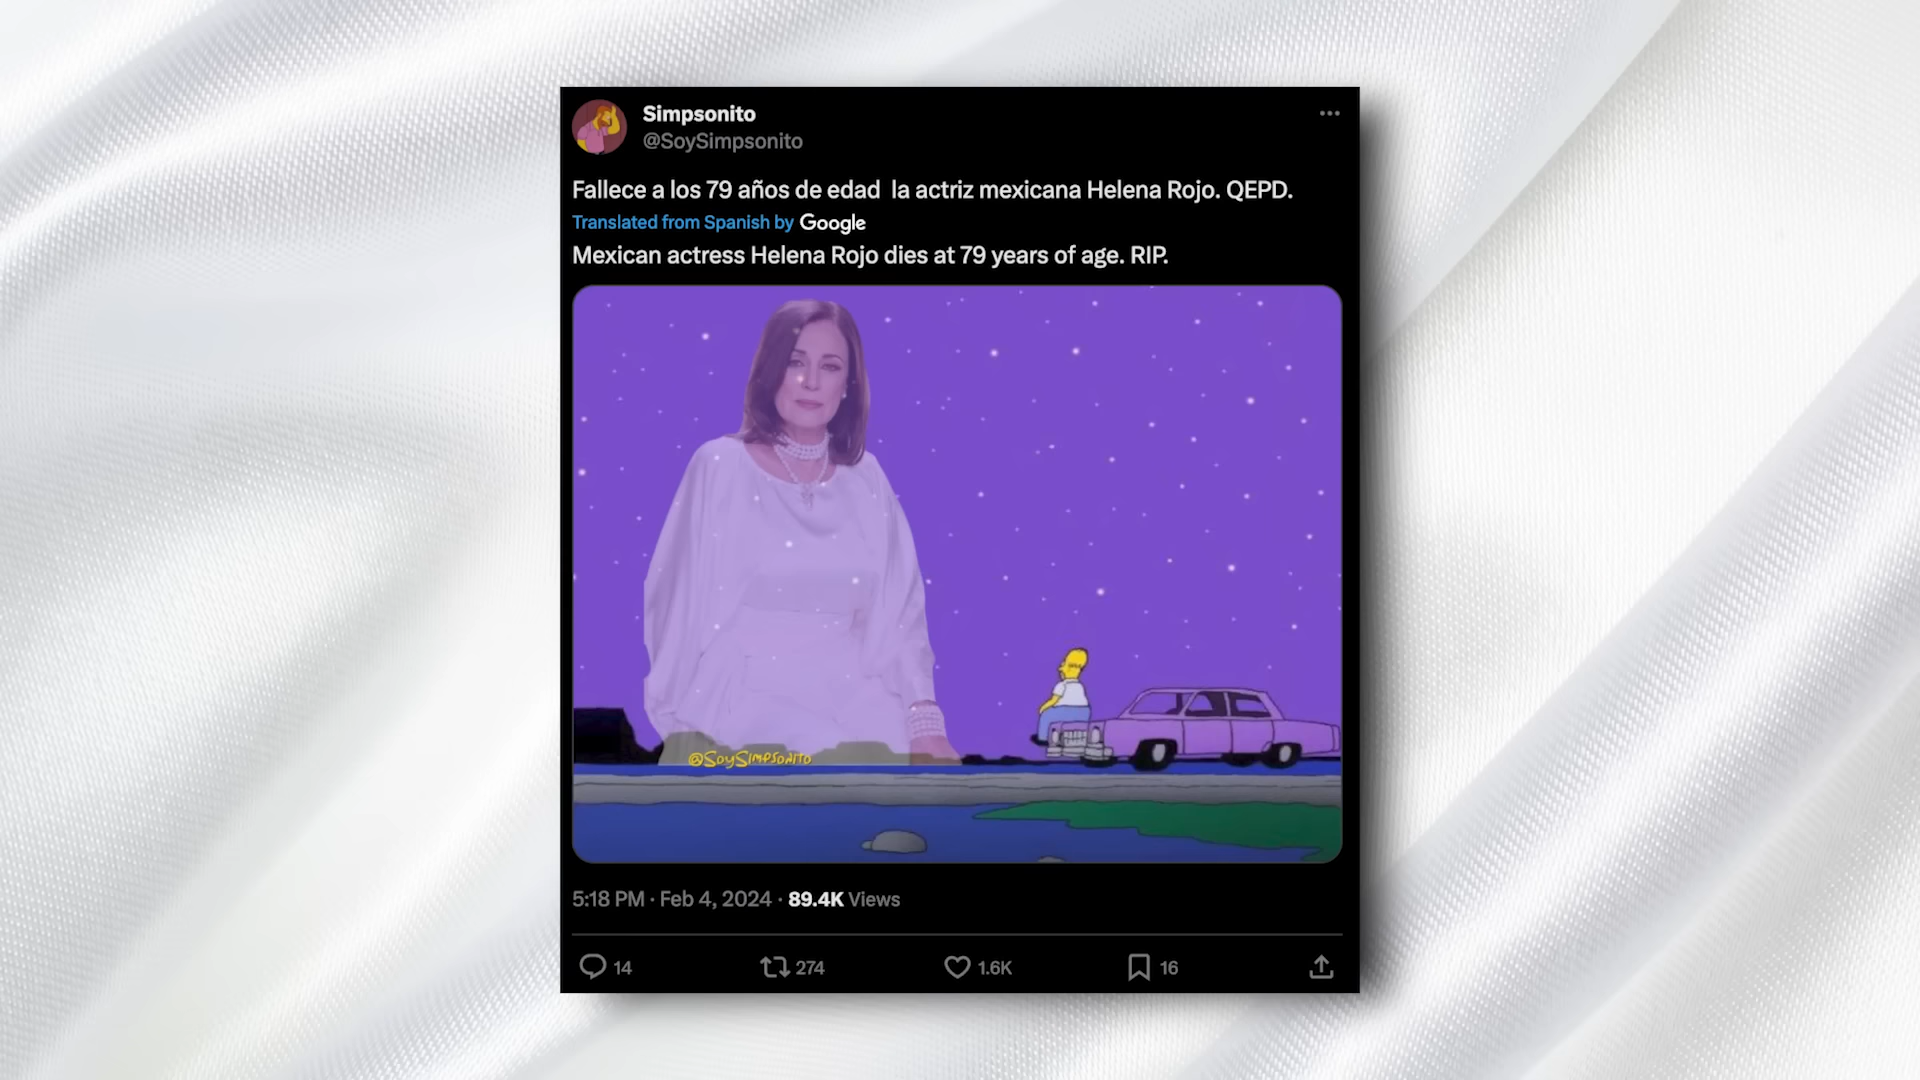 Simpsonito
@SoySimpsonito
Fallece a los 79 años de edad  la actriz mexicana Helena Rojo. QEPD.
Translated from Spanish by Google
Mexican actress Helena Rojo dies at 79 years of age. RIP.
@SoySimpsonito
5:18 PM · Feb 4, 2024 · 89.4K Views
14 274 1.6K 16